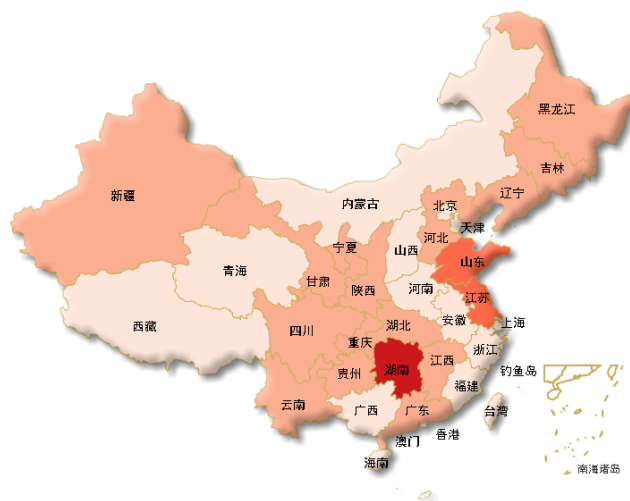 黑龙江
吉林
新疆
辽宁
内蒙古
北京
天津
河北
宁夏
山西
山东
青海
甘肃
陕西
河南
江苏
西藏
安徽
上海
四川
湖北
重庆
浙江
江西
湖南
贵州
钓鱼岛
福建
云南
广西
广东
台湾
香港
澳门
海南
南海诸岛